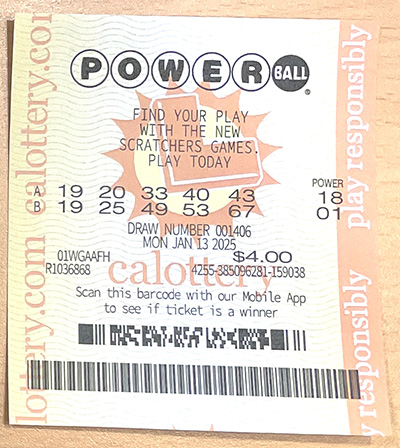 POWER BALL
FIND YOUR PLAY
WITH THE NEW
SCRATCHERS GAMES.
PLAY TODAY
POWER
A 19 20 33 40 43 18
B 19 25 49 53 67 01
DRAW NUMBER 001406
MON JAN 13 2025
01WGAAFH $4.00
R1036868 4255-385096281-159038
calottery
Scan this barcode with our Mobile App
to see if ticket is a winner
lottery.com calottery.com
y responsibly play responsibly